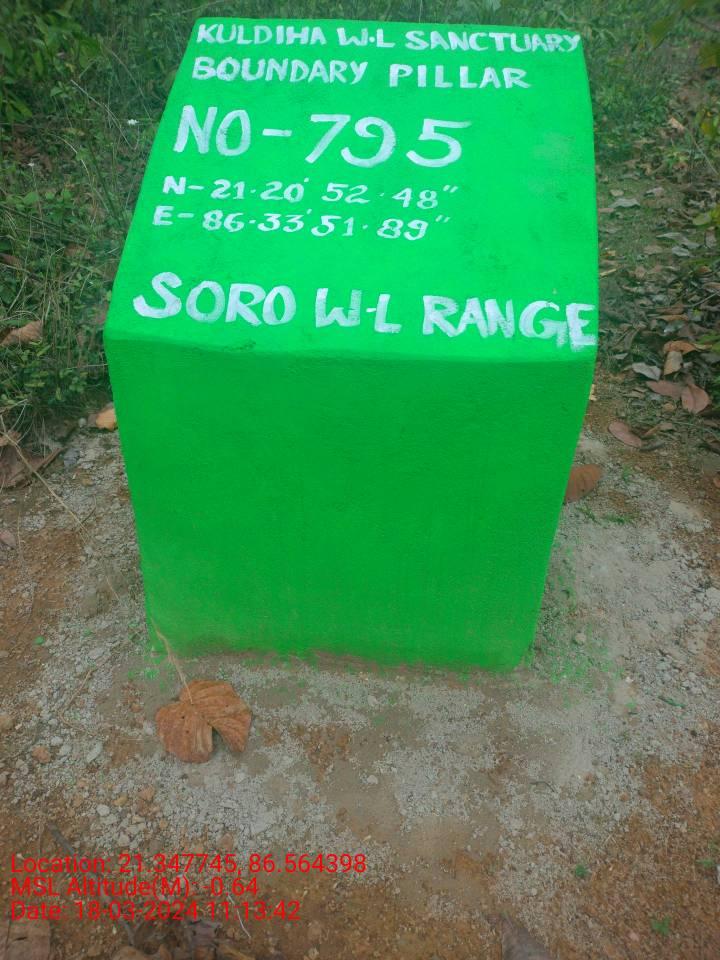 KULDIHA W.L SANCTUARY
BOUNDARY PILLAR
NO-795
N-21.20' 52.48"
E-86.33'51.89"
SORO W.L RANGE
Location: 21.347745, 86.564398
MSL Altitude(M): -0.64
Date: 18-03-2024 11:13:42